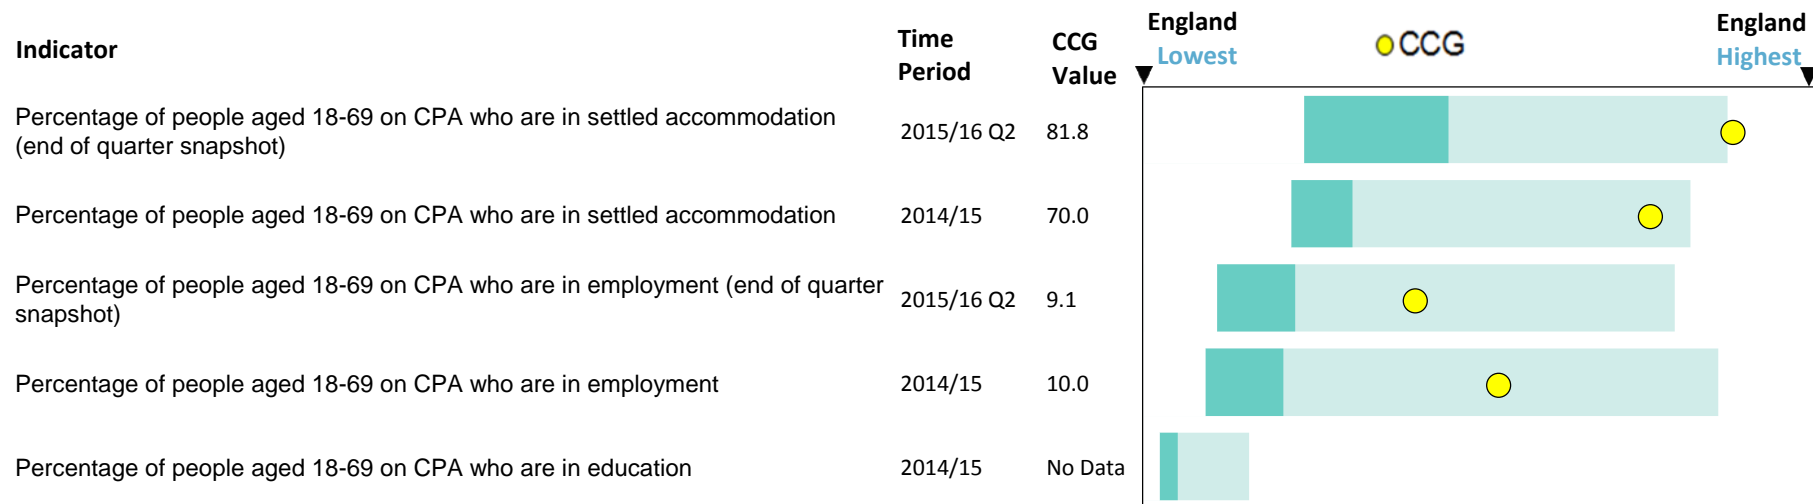 Indicator
Time
Period
CCG
Value
England
Lowest
CCG
England
Highest
Percentage of people aged 18-69 on CPA who are in settled accommodation
(end of quarter snapshot)
2015/16 Q2
81.8
Percentage of people aged 18-69 on CPA who are in settled accommodation
2014/15
70.0
Percentage of people aged 18-69 on CPA who are in employment (end of quarter
snapshot)
2015/16 Q2
9.1
Percentage of people aged 18-69 on CPA who are in employment
2014/15
10.0
Percentage of people aged 18-69 on CPA who are in education
2014/15
No Data